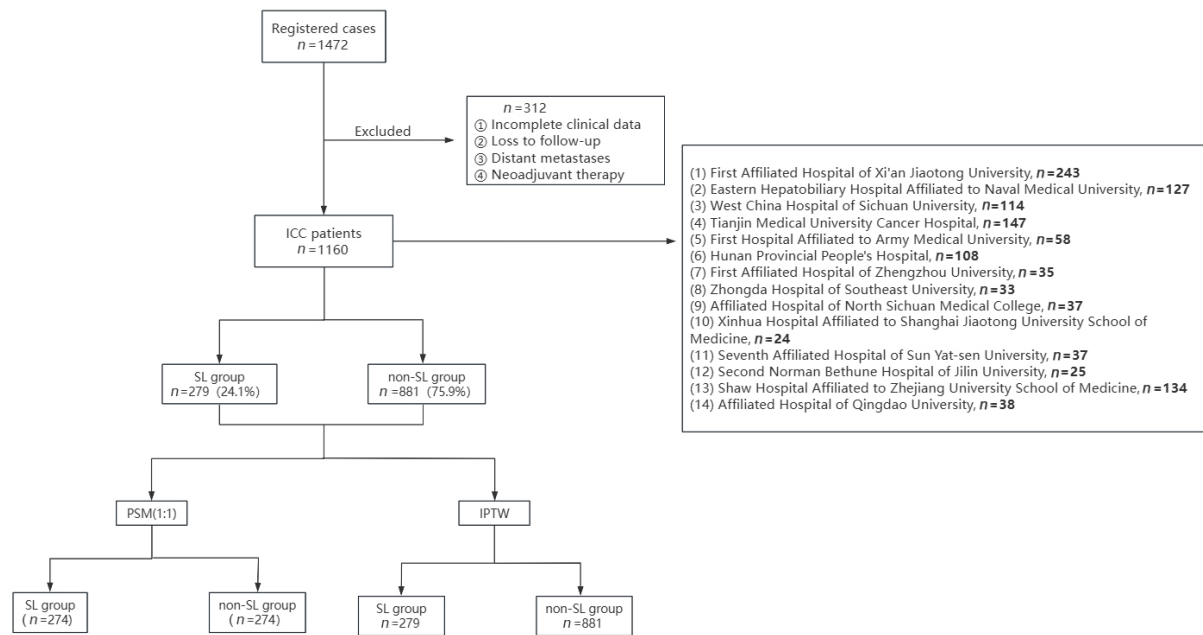 Registered cases
n=1472
Excluded
n=312
① Incomplete clinical data
② Loss to follow-up
③ Distant metastases
④ Neoadjuvant therapy
ICC patients
n=1160
(1) First Affiliated Hospital of Xi'an Jiaotong University, n=243
(2) Eastern Hepatobiliary Hospital Affiliated to Naval Medical University, n=127
(3) West China Hospital of Sichuan University, n=114
(4) Tianjin Medical University Cancer Hospital, n=147
(5) First Hospital Affiliated to Army Medical University, n=58
(6) Hunan Provincial People's Hospital, n=108
(7) First Affiliated Hospital of Zhengzhou University, n=35
(8) Zhongda Hospital of Southeast University, n=33
(9) Affiliated Hospital of North Sichuan Medical College, n=37
(10) Xinhua Hospital Affiliated to Shanghai Jiaotong University School of
Medicine, n=24
(11) Seventh Affiliated Hospital of Sun Yat-sen University, n=37
(12) Second Norman Bethune Hospital of Jilin University, n=25
(13) Shaw Hospital Affiliated to Zhejiang University School of Medicine, n=134
(14) Affiliated Hospital of Qingdao University, n=38
SL group
n=279 (24.1%)
non-SL group
n=881 (75.9%)
PSM(1:1)
IPTW
SL group
( n=274)
non-SL group
( n=274)
SL group
n=279
non-SL group
n=881